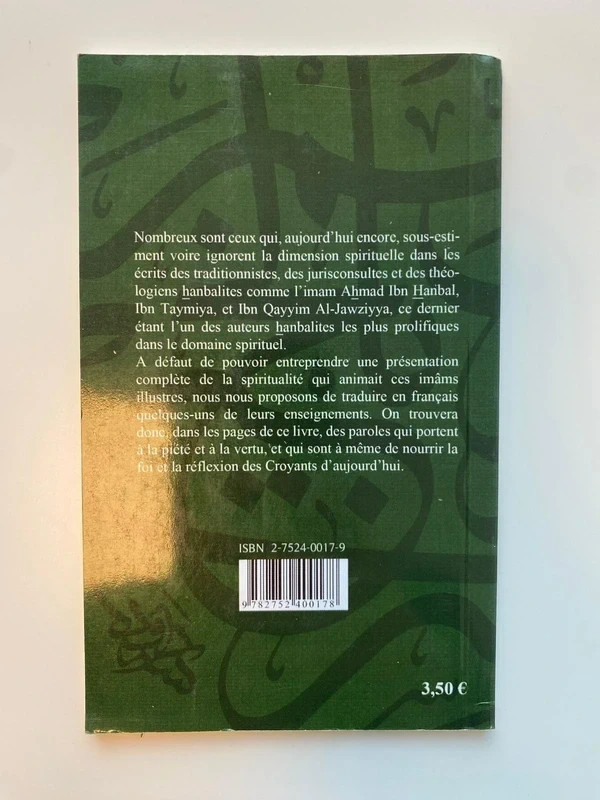 Nombreux sont ceux qui, aujourd'hui encore, sous-esti-
ment voire ignorent la dimension spirituelle dans les
écrits des traditionnistes, des jurisconsultes et des théo-
logiens hanbalites comme l'imam Ahmad Ibn Hanbal,
Ibn Taymiya, et Ibn Qayyim Al-Jawziyya, ce dernier
étant l'un des auteurs hanbalites les plus prolifiques
dans le domaine spirituel.
A défaut de pouvoir entreprendre une présentation
complète de la spiritualité qui animait ces imâms
illustres, nous nous proposons de traduire en français
quelques-uns de leurs enseignements. On trouvera
donc, dans les pages de ce livre, des paroles qui portent
à la piété et à la vertu, et qui sont à même de nourrir la
foi et la réflexion des Croyants d'aujourd'hui.
ISBN 2-7524-0017-9
9 782752 400178
3,50 €